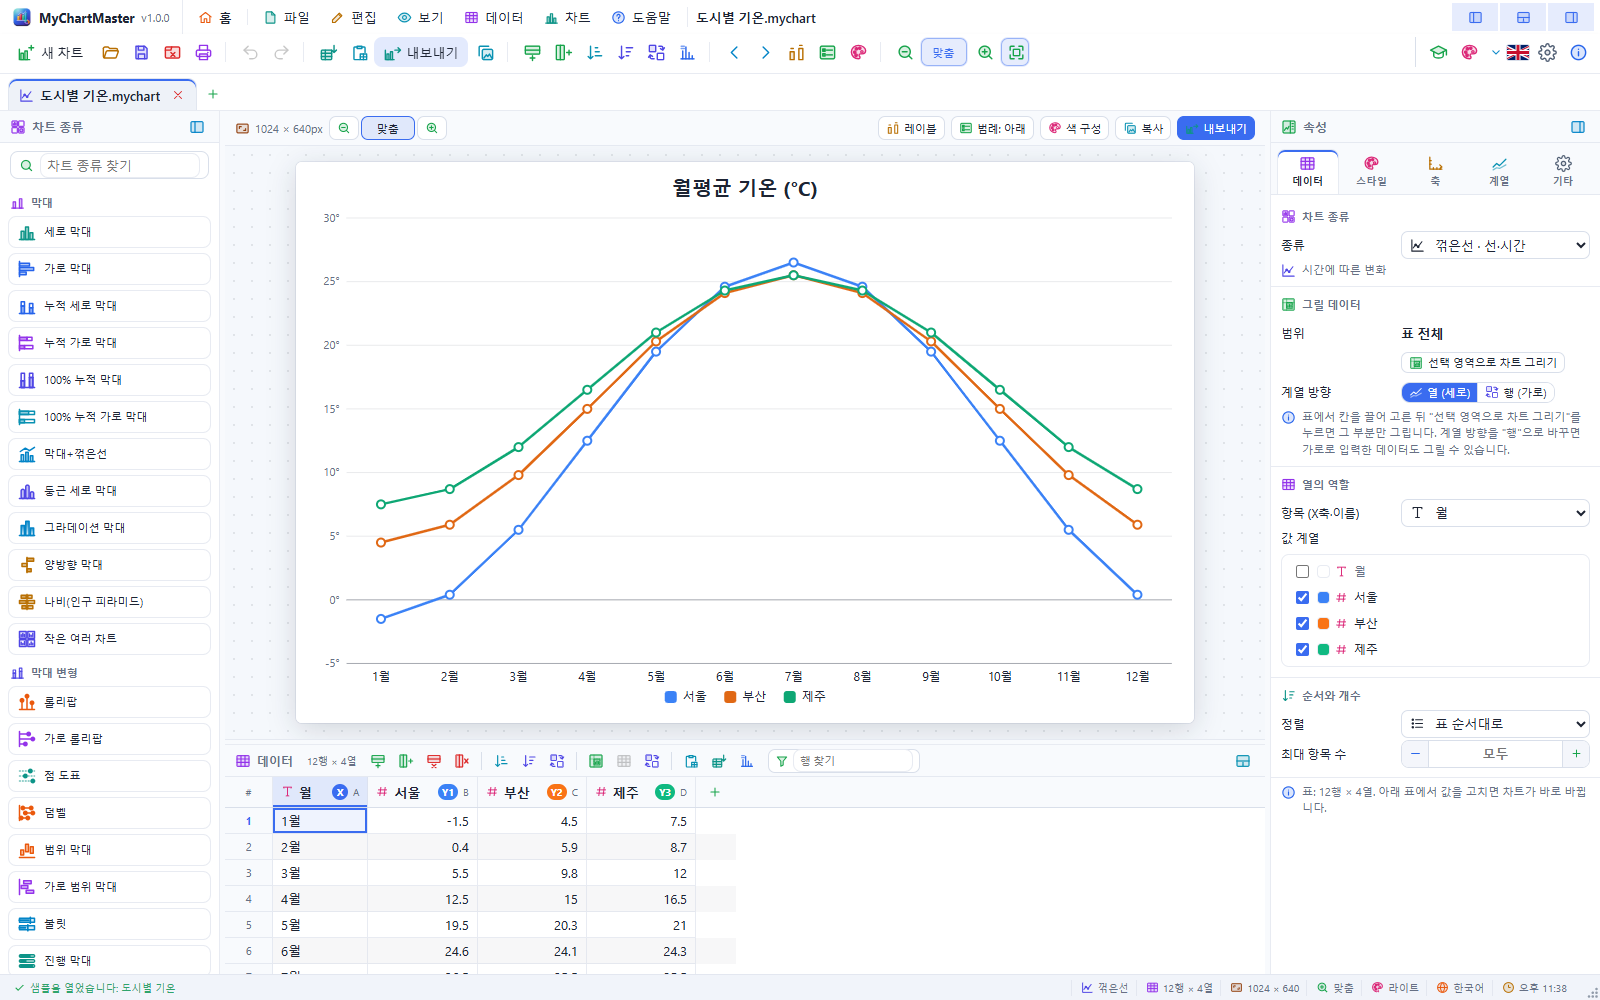 MyChartMaster v1.0.0 홈 파일 편집 보기 데이터 차트 도움말 도시별 기온.mychart
새 차트 내보내기 맞춤
도시별 기온.mychart
차트 종류
차트 종류 찾기
막대
세로 막대
가로 막대
누적 세로 막대
누적 가로 막대
100% 누적 막대
100% 누적 가로 막대
막대+꺾은선
둥근 세로 막대
그라데이션 막대
양방향 막대
나비(인구 피라미드)
작은 여러 차트
막대 변형
롤리팝
가로 롤리팝
점 도표
덤벨
범위 막대
가로 범위 막대
불릿
진행 막대
1024 × 640px 맞춤 레이블 범례: 아래 색 구성 복사 내보내기
월평균 기온 (°C)
30°
25°
20°
15°
10°
5°
0°
-5°
1월 2월 3월 4월 5월 6월 7월 8월 9월 10월 11월 12월
서울 부산 제주
데이터 12행 × 4열 행 찾기
# 월 X A # 서울 Y1 B # 부산 Y2 C # 제주 Y3 D +
1 1월 -1.5 4.5 7.5
2 2월 0.4 5.9 8.7
3 3월 5.5 9.8 12
4 4월 12.5 15 16.5
5 5월 19.5 20.3 21
6 6월 24.6 24.1 24.3
속성
데이터 스타일 축 계열 기타
차트 종류
종류 꺾은선 · 선·시간
시간에 따른 변화
그릴 데이터
범위 표 전체
선택 영역으로 차트 그리기
계열 방향 열 (세로) 행 (가로)
표에서 칸을 끌어 고른 뒤 "선택 영역으로 차트 그리기"를
누르면 그 부분만 그립니다. 계열 방향을 "행"으로 바꾸면
가로로 입력한 데이터도 그릴 수 있습니다.
열의 역할
항목 (X축·이름) 월
값 계열
월
# 서울
# 부산
# 제주
순서와 개수
정렬 표 순서대로
최대 항목 수 − 모두 +
표: 12행 × 4열. 아래 표에서 값을 고치면 차트가 바로 바뀝
니다.
샘플을 열었습니다: 도시별 기온 꺾은선 12행 × 4열 1024 × 640 맞춤 라이트 한국어 오후 11:38